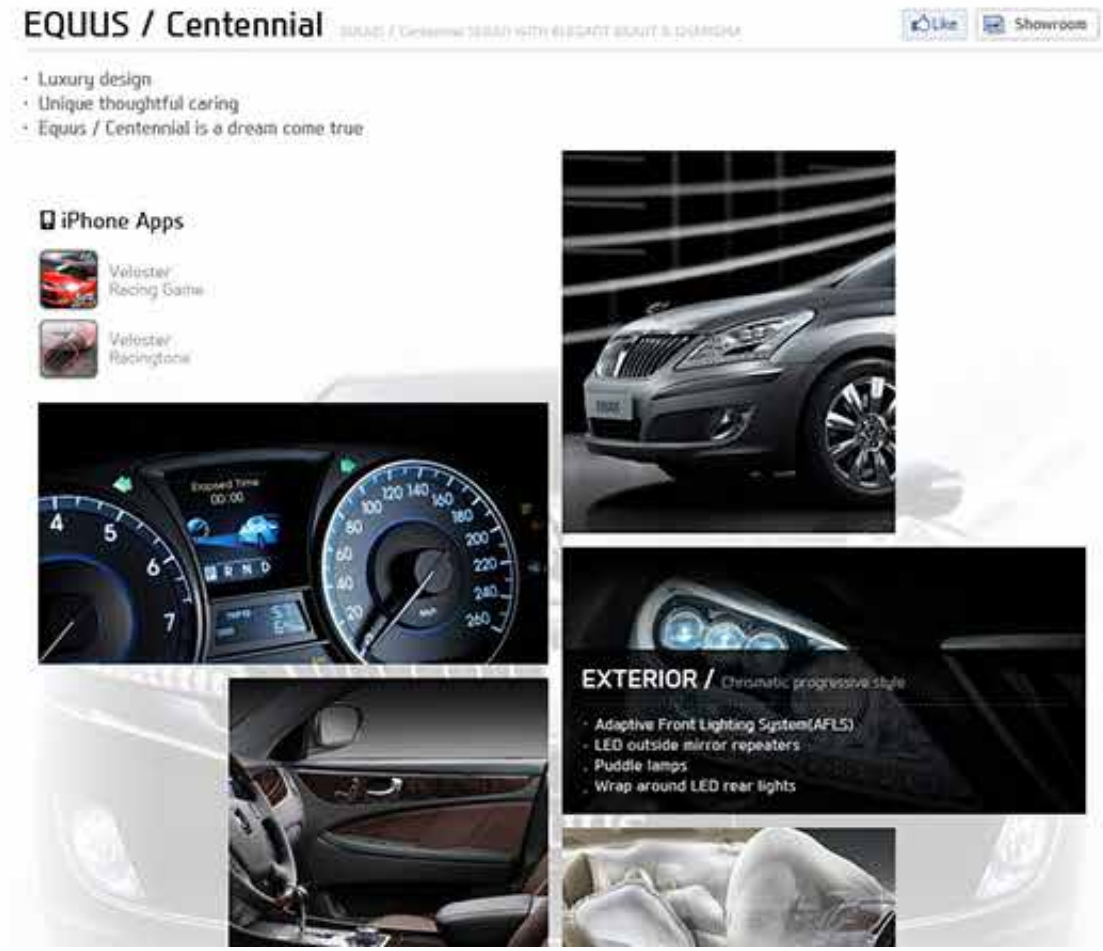 EQUUS / Centennial
Like
Showroom
· Luxury design
· Unique thoughtful caring
· Equus / Centennial is a dream come true
iPhone Apps
Veloster
Racing Game
Veloster
Racingtone
Elapsed Time
00:00
P R N D
4
5
6
7
20
40
60
80
100
120
140
160
180
200
220
240
260
EXTERIOR / Chrismatic progressive style
· Adaptive Front Lighting System(AFLS)
· LED outside mirror repeaters
· Puddle lamps
· Wrap around LED rear lights